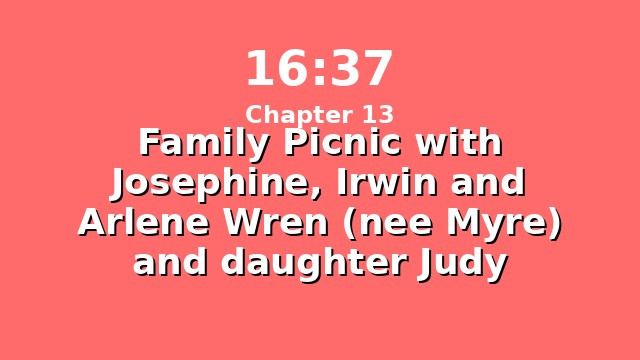 16:37
Chapter 13
Family Picnic with
Josephine, Irwin and
Arlene Wren (nee Myre)
and daughter Judy